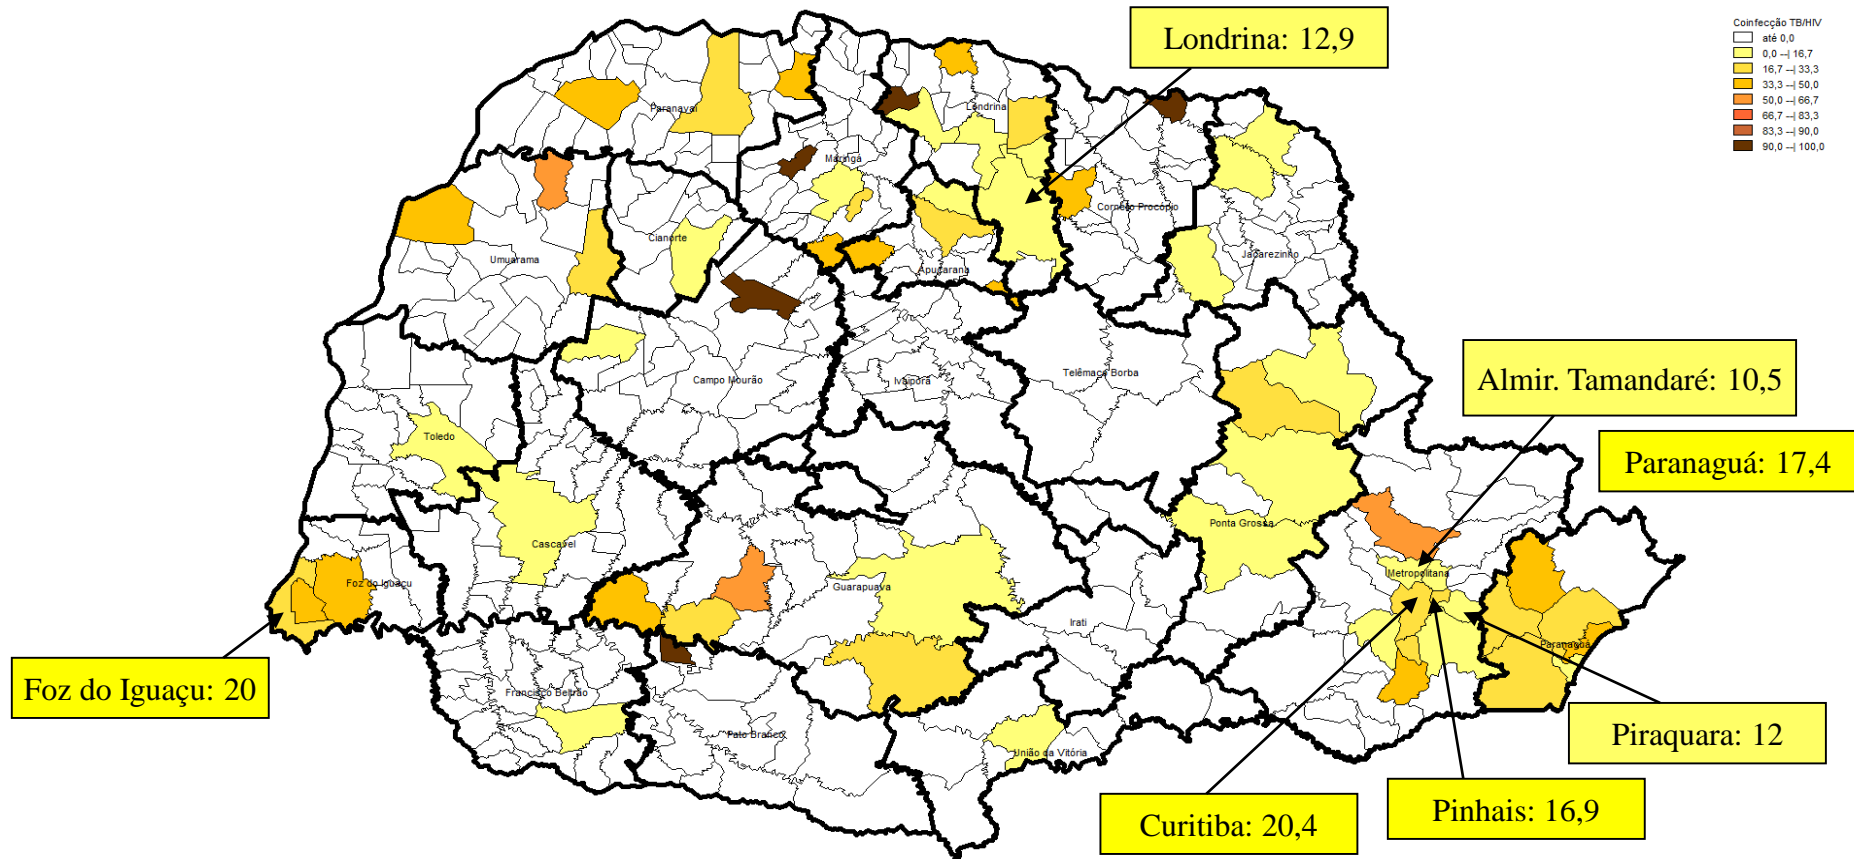 Londrina: 12,9
Coinfecção TB/HIV
até 0,0
0,0 --| 16,7
16,7 --| 33,3
33,3 --| 50,0
50,0 --| 66,7
66,7 --| 83,3
83,3 --| 90,0
90,0 --| 100,0
Paranavaí
Londrina
Maringá
Cornélio Procópio
Cianorte
Umuarama
Apucarana
Jacarezinho
Campo Mourão
Ivaiporã
Telêmaco Borba
Almir. Tamandaré: 10,5
Toledo
Paranaguá: 17,4
Ponta Grossa
Cascavel
Metropolitana
Foz do Iguaçu
Guarapuava
Irati
Paranaguá
Foz do Iguaçu: 20
Francisco Beltrão
Pato Branco
União da Vitória
Piraquara: 12
Pinhais: 16,9
Curitiba: 20,4